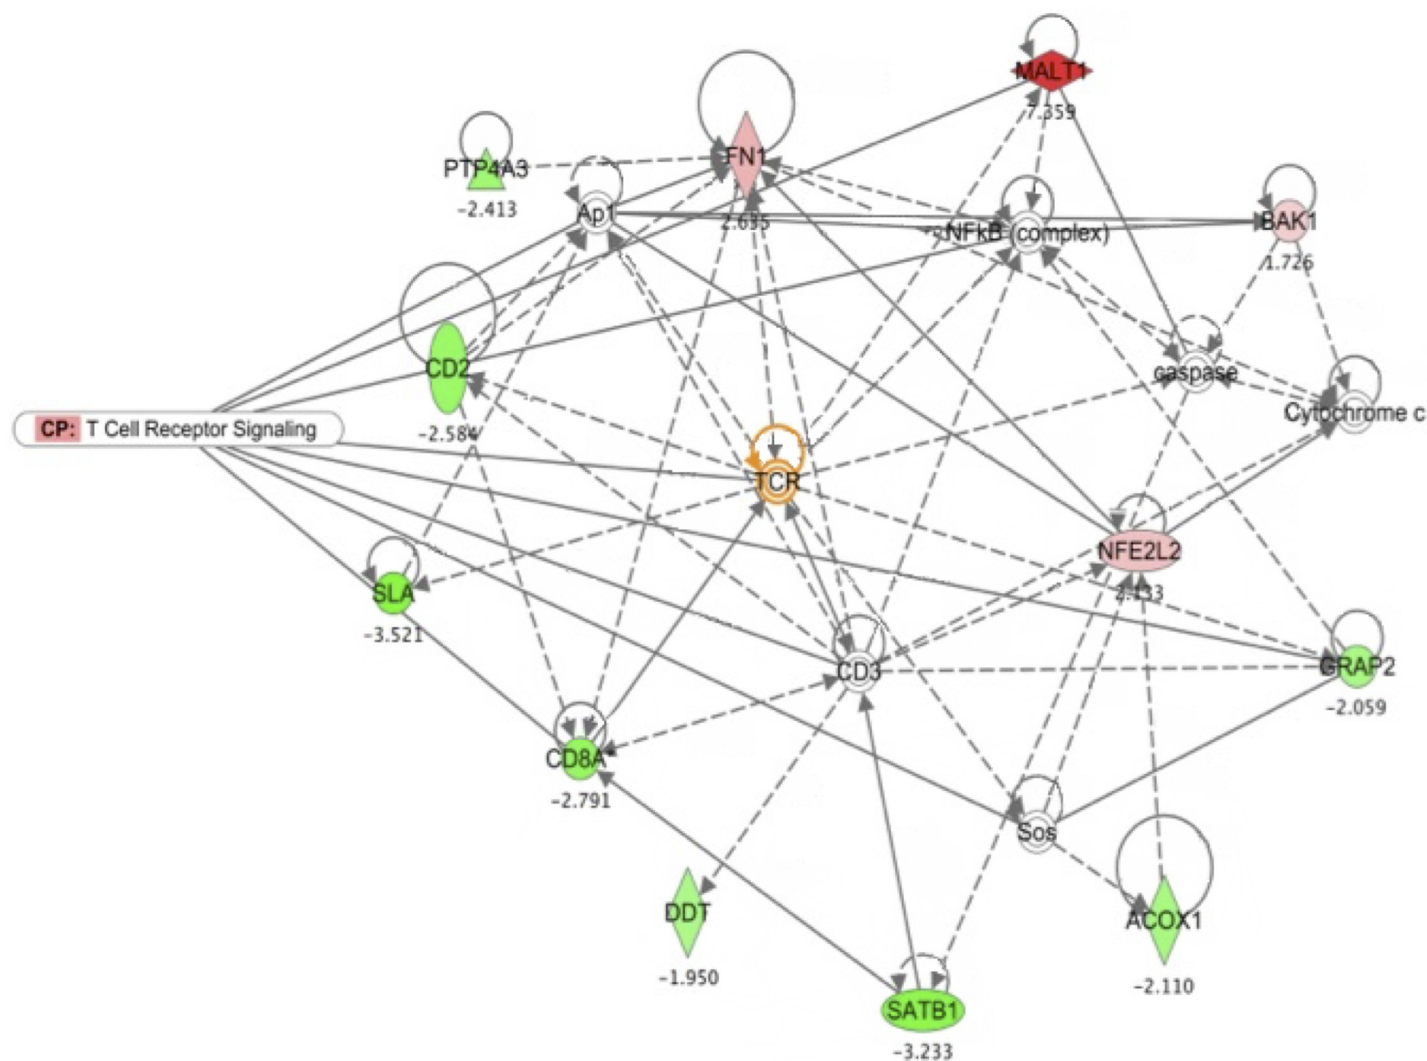 MALT1
7.359
FN1
2.635
PTP4A3
-2.413
Ap1
NFkB (complex)
BAK1
1.726
CD2
-2.584
caspase
Cytochrome c
CP: T Cell Receptor Signaling
TCR
NFE2L2
2.133
SLA
-3.521
CD3
GRAP2
-2.059
CD8A*
-2.791
Sos
DDT
-1.950
ACOX1
-2.110
SATB1
-3.233